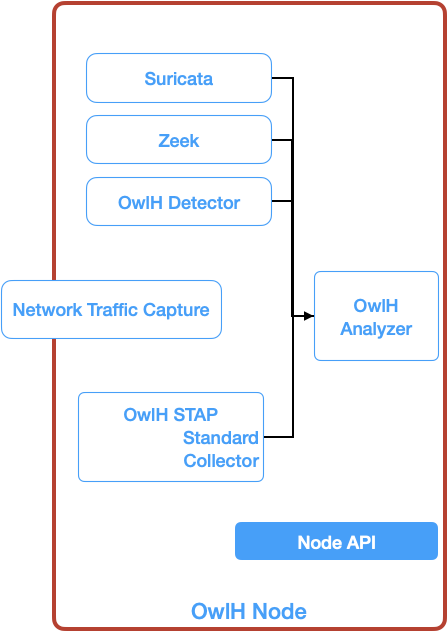 Suricata
Zeek
OwlH Detector
Network Traffic Capture
OwlH
Analyzer
OwlH STAP
Standard
Collector
Node API
OwlH Node